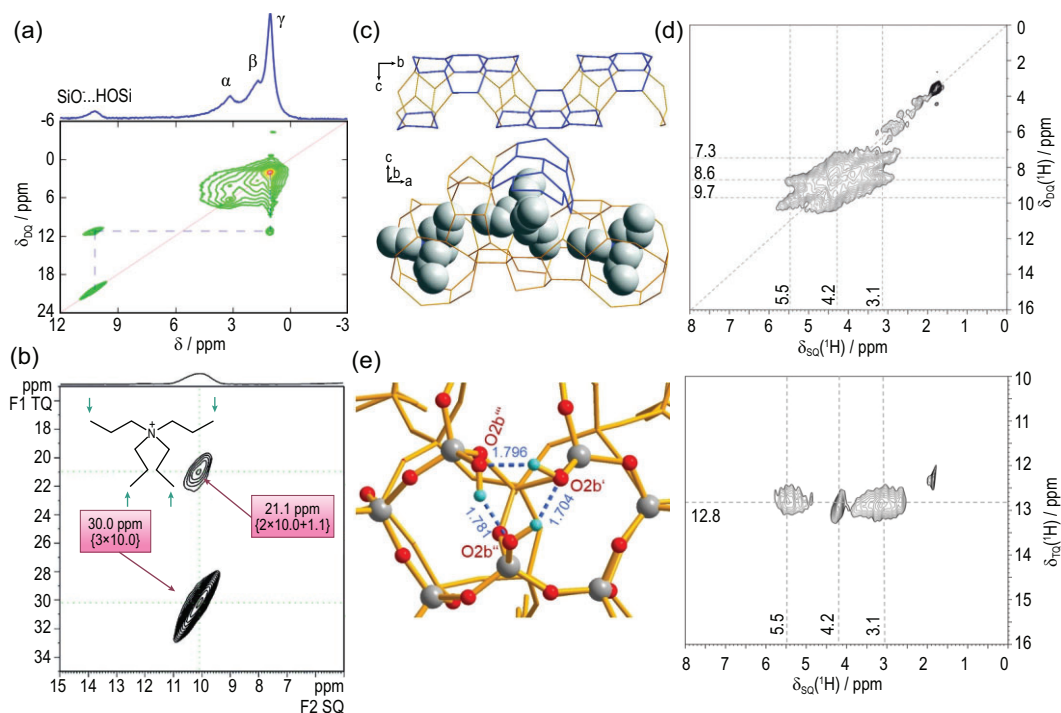 (a)
γ
β
α
SiO⁻...HOSi
-6
0
6
12
18
24
δDQ / ppm
12 9 6 3 0 -3
δ / ppm
(b)
ppm
F1 TQ
18
20
22
24
26
28
30
32
34
N+
21.1 ppm
{2×10.0+1.1}
30.0 ppm
{3×10.0}
15 14 13 12 11 10 9 8 7 ppm
F2 SQ
(c)
b
c
c
b
a
(d)
0
2
4
6
8
10
12
14
16
δDQ(¹H) / ppm
7.3
8.6
9.7
5.5
4.2
3.1
8 7 6 5 4 3 2 1 0
δSQ(¹H) / ppm
(e)
O2b‴
1.796
O2b'
1.704
1.781
O2b"
10
11
12
13
14
15
16
δTQ(¹H) / ppm
12.8
5.5
4.2
3.1
8 7 6 5 4 3 2 1 0
δSQ(¹H) / ppm